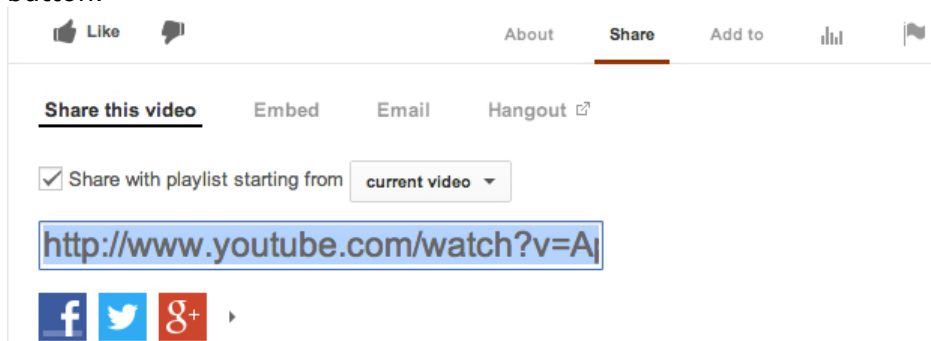 button.
Like About Share Add to
Share this video Embed Email Hangout
Share with playlist starting from current video
http://www.youtube.com/watch?v=A
f g+